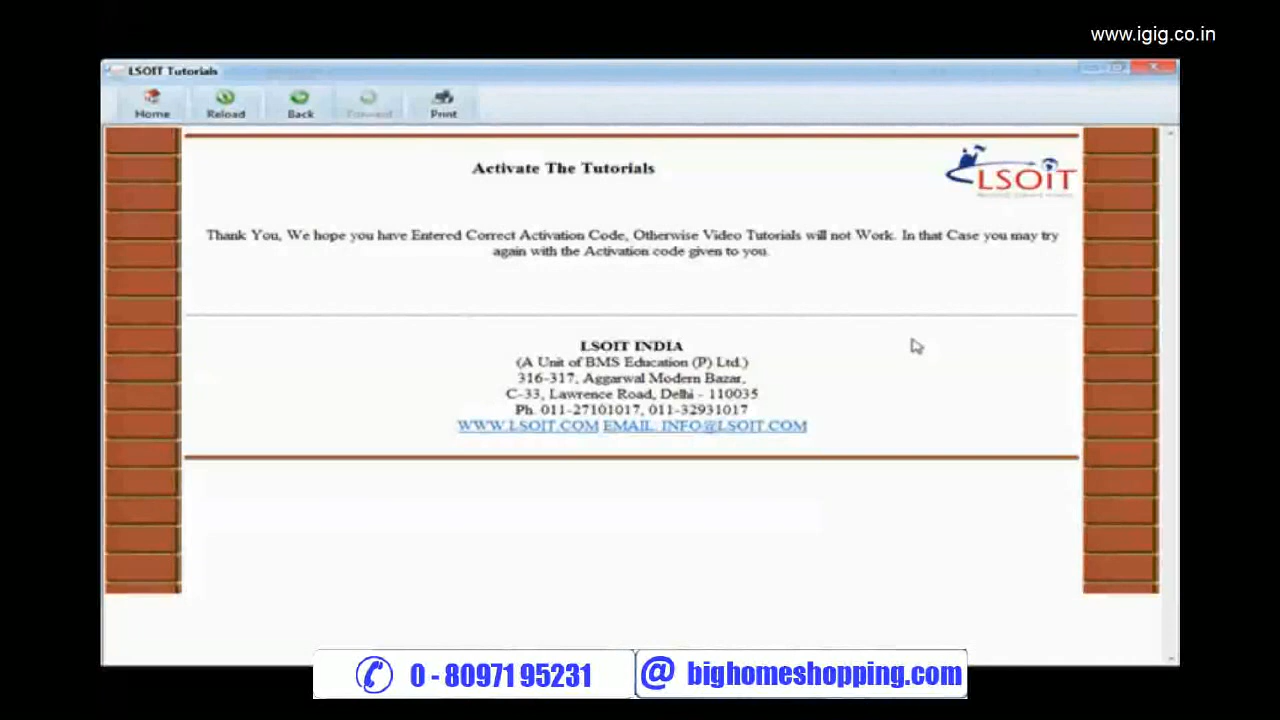 www.igig.co.in
LSOIT Tutorials
Home Reload Back Forward Print
Activate The Tutorials
LSOiT
Thank You, We hope you have Entered Correct Activation Code, Otherwise Video Tutorials will not Work. In that Case you may try
again with the Activation code given to you.
LSOIT INDIA
(A Unit of BMS Education (P) Ltd.)
316-317, Aggarwal Modern Bazar,
C-33, Lawrence Road, Delhi - 110035
Ph. 011-27101017, 011-32931017
WWW.LSOIT.COM EMAIL INFO@LSOIT.COM
0 - 80971 95231 @ bighomeshopping.com